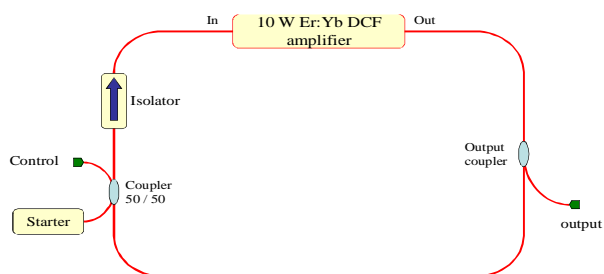 In
10 W Er:Yb DCF
amplifier
Out
Isolator
Control
Coupler
50 / 50
Starter
Output
coupler
output